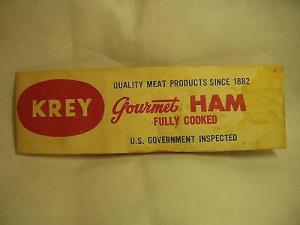 QUALITY MEAT PRODUCTS SINCE 1882
KREY
Gourmet HAM
FULLY COOKED
U.S. GOVERNMENT INSPECTED